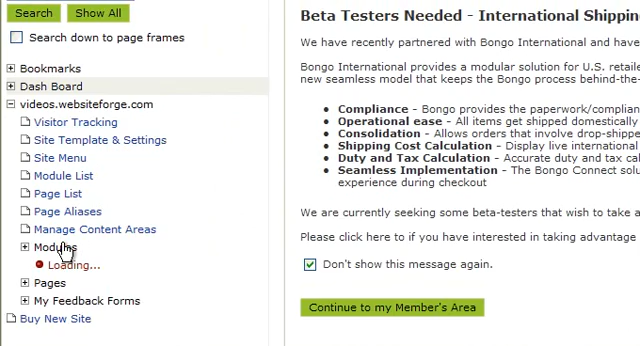 Search
Show All
Search down to page frames
Bookmarks
Dash Board
videos.websiteforge.com
Visitor Tracking
Site Template & Settings
Site Menu
Module List
Page List
Page Aliases
Manage Content Areas
Modules
Loading...
Pages
My Feedback Forms
Buy New Site
Beta Testers Needed - International Shippin
We have recently partnered with Bongo International and have
Bongo International provides a modular solution for U.S. retaile
new seamless model that keeps the Bongo process behind-the-
• Compliance - Bongo provides the paperwork/complian
• Operational ease - All items get shipped domestically
• Consolidation - Allows orders that involve drop-shippe
• Shipping Cost Calculation - Display live international
• Duty and Tax Calculation - Accurate duty and tax cal
• Seamless Implementation - The Bongo Connect solu
experience during checkout
We are currently seeking some beta-testers that wish to take a
Please click here to if you have interested in taking advantage
Don't show this message again.
Continue to my Member's Area